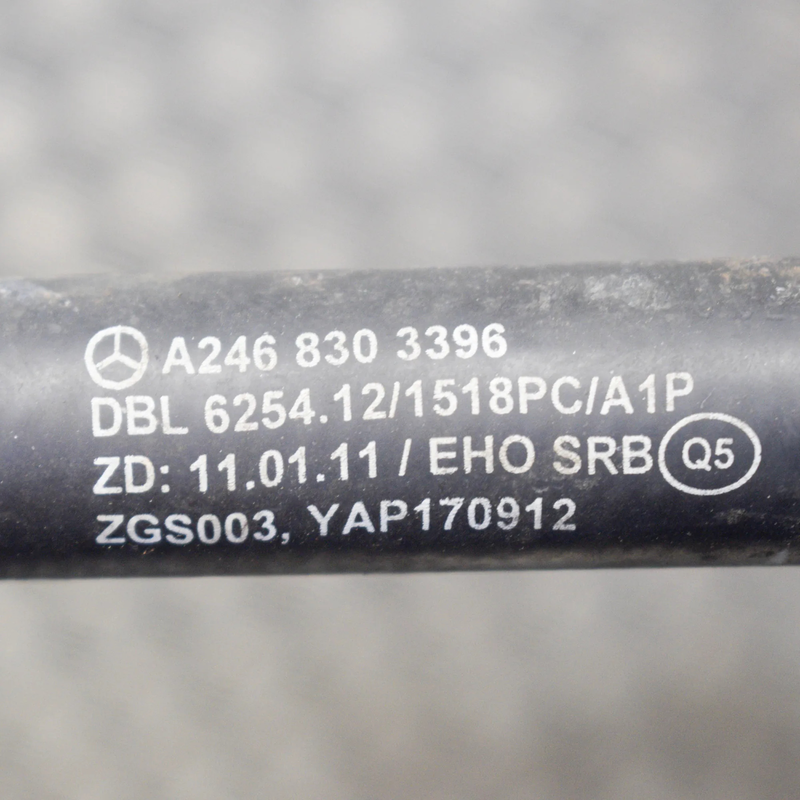 A246 830 3396
DBL 6254.12/1518PC/A1P
ZD: 11.01.11 / EHO SRB Q5
ZGS003, YAP170912